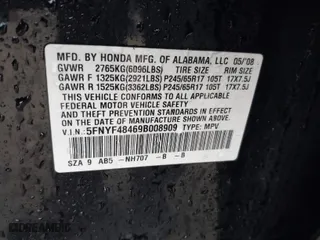 MFD. BY HONDA MFG. OF ALABAMA, LLC 05/'08
GVWR 2765KG(6096LBS) TIRE SIZE RIM SIZE
GAWR F 1325KG(2921LBS)P245/65R17 105T 17X7.5J
GAWR R 1525KG(3362LBS)P245/65R17 105T 17X7.5J
THIS VEHICLE CONFORMS TO ALL APPLICABLE
FEDERAL MOTOR VEHICLE SAFETY
AND THEFT PREVENTION STANDARDS IN EFFECT ON THE
DATE OF MANUFACTURE SHOWN ABOVE.
V.I.N:5FNYF48469B008909 TYPE: MPV
SZA 9 AB5 -NH707 -B -B